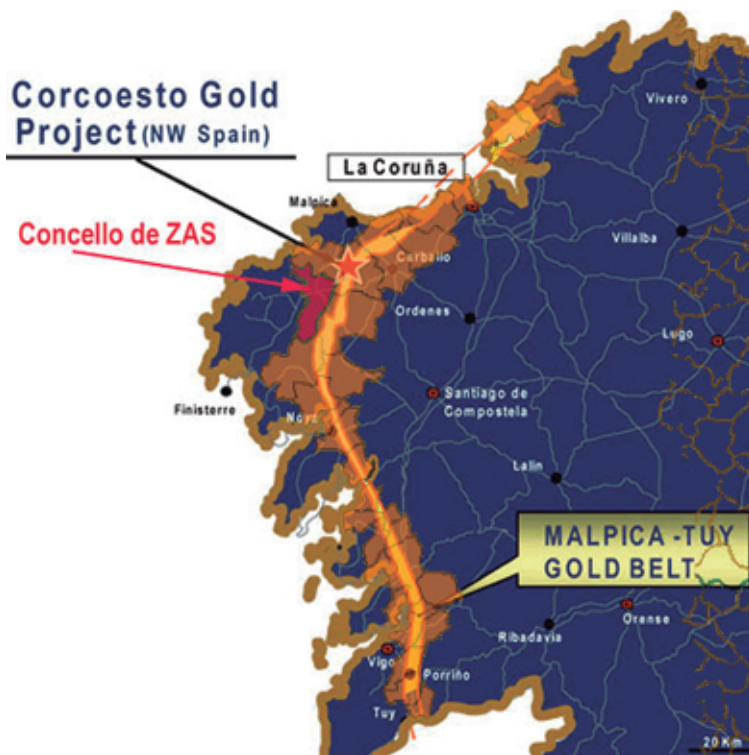 Corcoesto Gold
Project (NW Spain)
La Coruña
Vivero
Malpica
Concello de ZAS
Carballo
Villalba
Ordenes
Lugo
Finisterre
Santiago de
Compostela
Noya
Lalin
MALPICA -TUY
GOLD BELT
Orense
Ribadavia
Vigo
Porriño
Tuy
20 Km